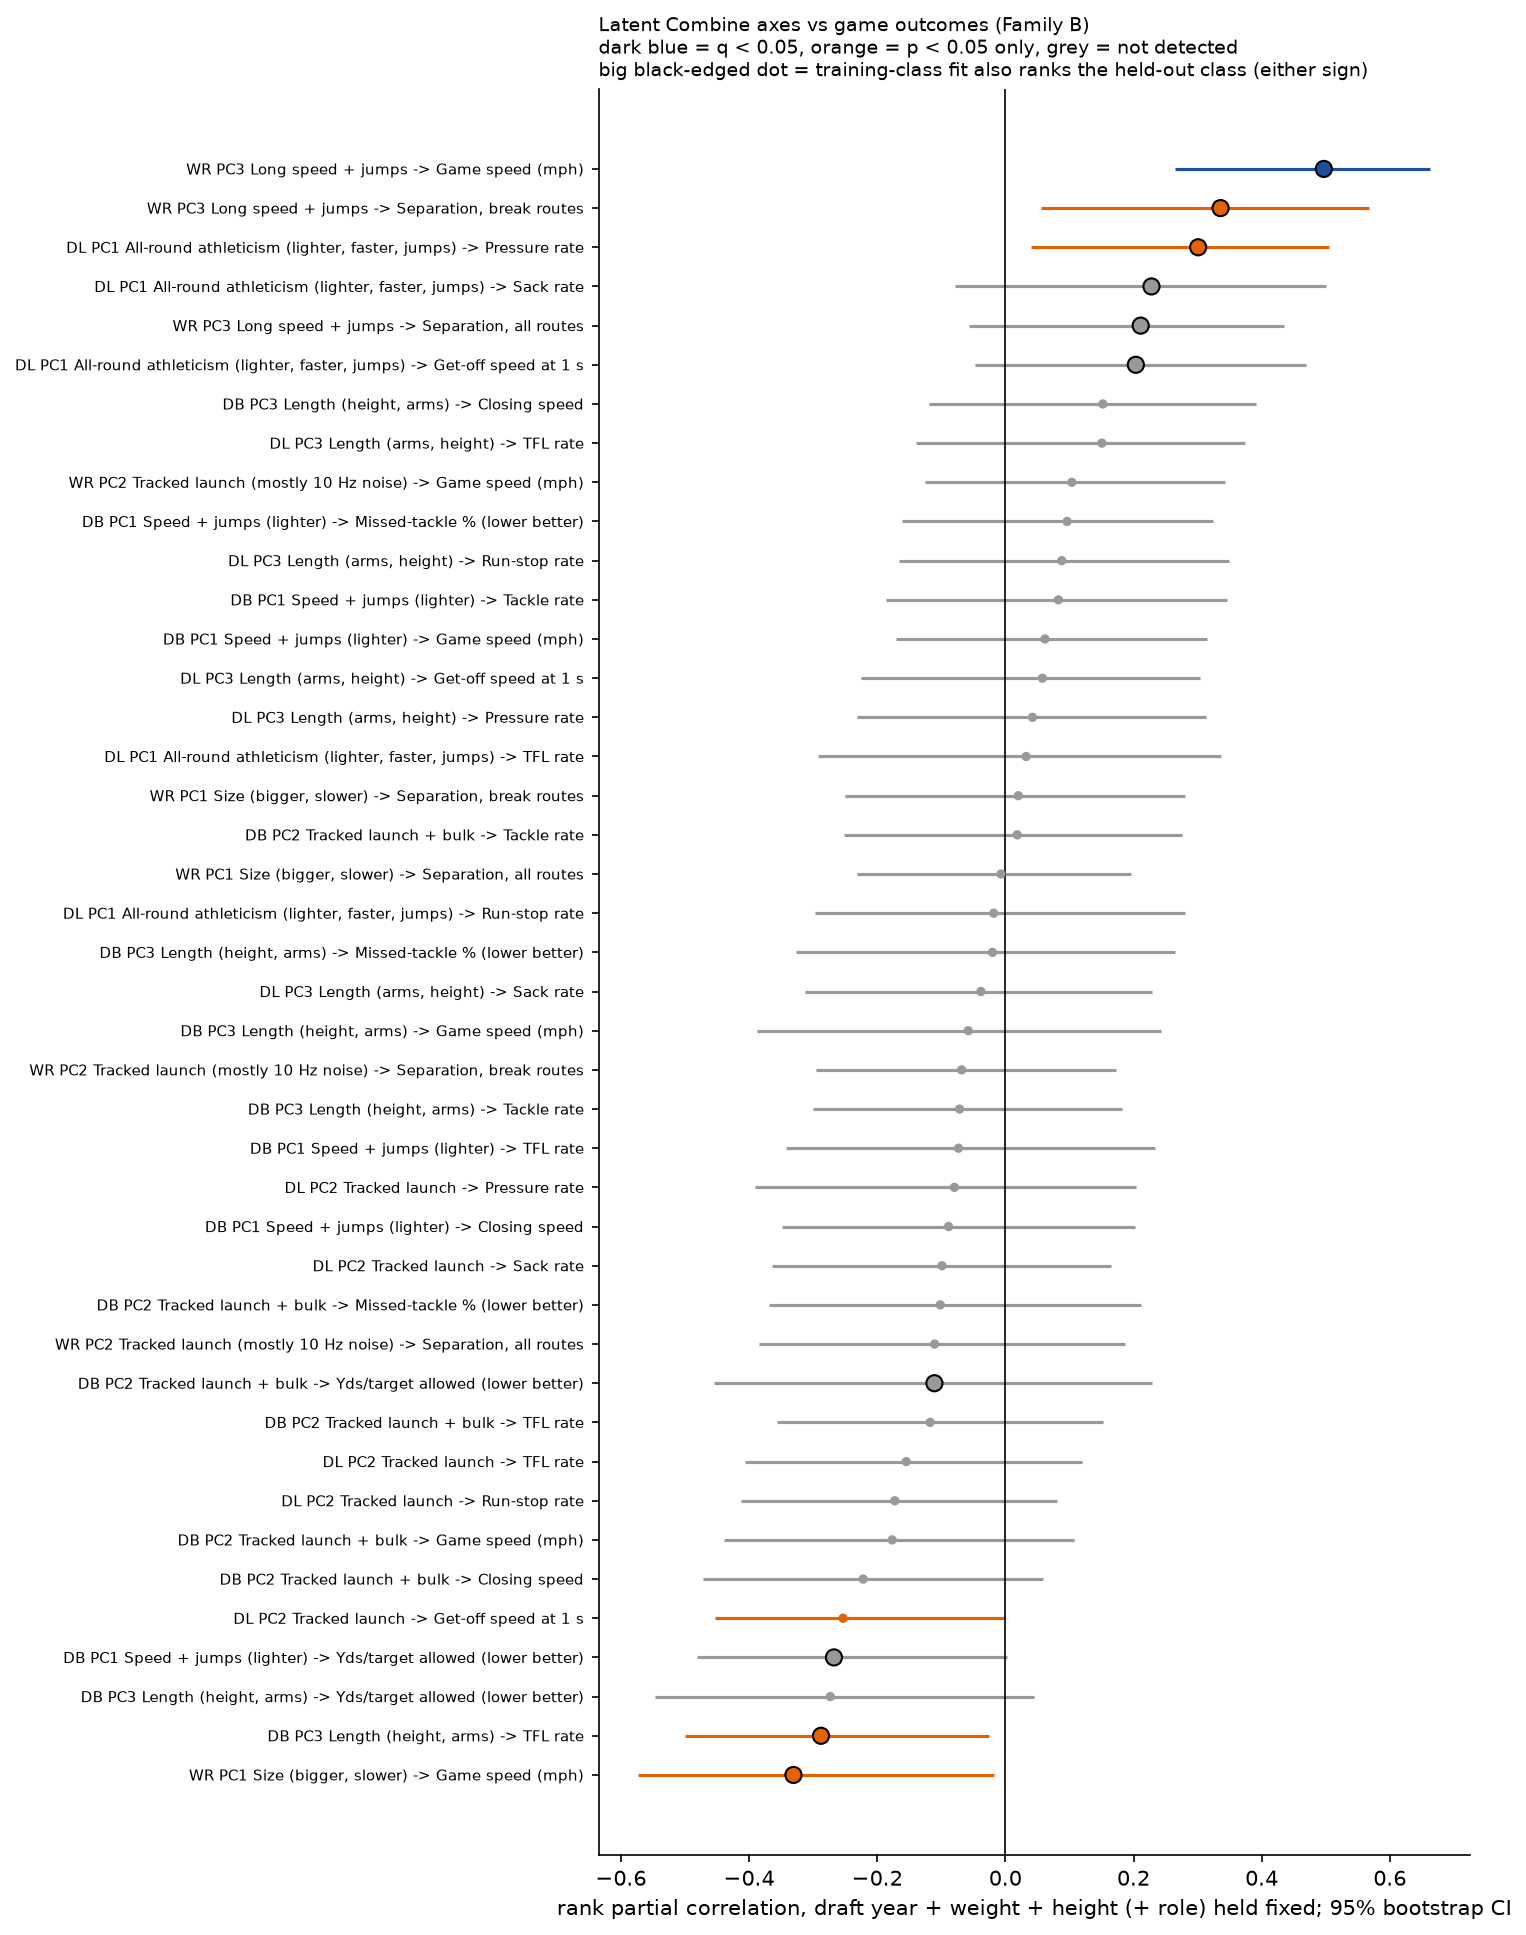 Latent Combine axes vs game outcomes (Family B)
dark blue = q < 0.05, orange = p < 0.05 only, grey = not detected
big black-edged dot = training-class fit also ranks the held-out class (either sign)
WR PC3 Long speed + jumps -> Game speed (mph)
WR PC3 Long speed + jumps -> Separation, break routes
DL PC1 All-round athleticism (lighter, faster, jumps) -> Pressure rate
DL PC1 All-round athleticism (lighter, faster, jumps) -> Sack rate
WR PC3 Long speed + jumps -> Separation, all routes
DL PC1 All-round athleticism (lighter, faster, jumps) -> Get-off speed at 1 s
DB PC3 Length (height, arms) -> Closing speed
DL PC3 Length (arms, height) -> TFL rate
WR PC2 Tracked launch (mostly 10 Hz noise) -> Game speed (mph)
DB PC1 Speed + jumps (lighter) -> Missed-tackle % (lower better)
DL PC3 Length (arms, height) -> Run-stop rate
DB PC1 Speed + jumps (lighter) -> Tackle rate
DB PC1 Speed + jumps (lighter) -> Game speed (mph)
DL PC3 Length (arms, height) -> Get-off speed at 1 s
DL PC3 Length (arms, height) -> Pressure rate
DL PC1 All-round athleticism (lighter, faster, jumps) -> TFL rate
WR PC1 Size (bigger, slower) -> Separation, break routes
DB PC2 Tracked launch + bulk -> Tackle rate
WR PC1 Size (bigger, slower) -> Separation, all routes
DL PC1 All-round athleticism (lighter, faster, jumps) -> Run-stop rate
DB PC3 Length (height, arms) -> Missed-tackle % (lower better)
DL PC3 Length (arms, height) -> Sack rate
DB PC3 Length (height, arms) -> Game speed (mph)
WR PC2 Tracked launch (mostly 10 Hz noise) -> Separation, break routes
DB PC3 Length (height, arms) -> Tackle rate
DB PC1 Speed + jumps (lighter) -> TFL rate
DL PC2 Tracked launch -> Pressure rate
DB PC1 Speed + jumps (lighter) -> Closing speed
DL PC2 Tracked launch -> Sack rate
DB PC2 Tracked launch + bulk -> Missed-tackle % (lower better)
WR PC2 Tracked launch (mostly 10 Hz noise) -> Separation, all routes
DB PC2 Tracked launch + bulk -> Yds/target allowed (lower better)
DB PC2 Tracked launch + bulk -> TFL rate
DL PC2 Tracked launch -> TFL rate
DL PC2 Tracked launch -> Run-stop rate
DB PC2 Tracked launch + bulk -> Game speed (mph)
DB PC2 Tracked launch + bulk -> Closing speed
DL PC2 Tracked launch -> Get-off speed at 1 s
DB PC1 Speed + jumps (lighter) -> Yds/target allowed (lower better)
DB PC3 Length (height, arms) -> Yds/target allowed (lower better)
DB PC3 Length (height, arms) -> TFL rate
WR PC1 Size (bigger, slower) -> Game speed (mph)
−0.6 −0.4 −0.2 0.0 0.2 0.4 0.6
rank partial correlation, draft year + weight + height (+ role) held fixed; 95% bootstrap CI